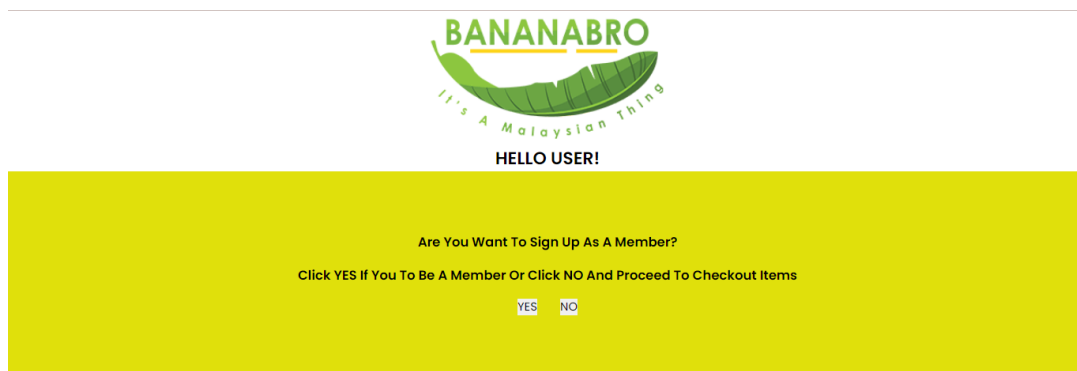 BANANABRO
It's A Malaysian Thing
HELLO USER!
Are You Want To Sign Up As A Member?
Click YES If You To Be A Member Or Click NO And Proceed To Checkout Items
YES NO